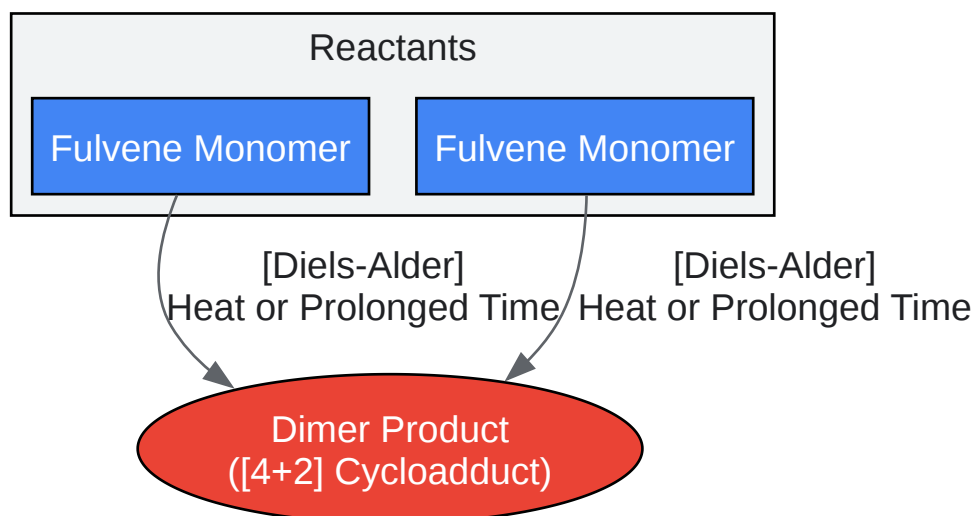 Reactants
Fulvene Monomer
Fulvene Monomer
[Diels-Alder]
Heat or Prolonged Time
[Diels-Alder]
Heat or Prolonged Time
Dimer Product
([4+2] Cycloadduct)